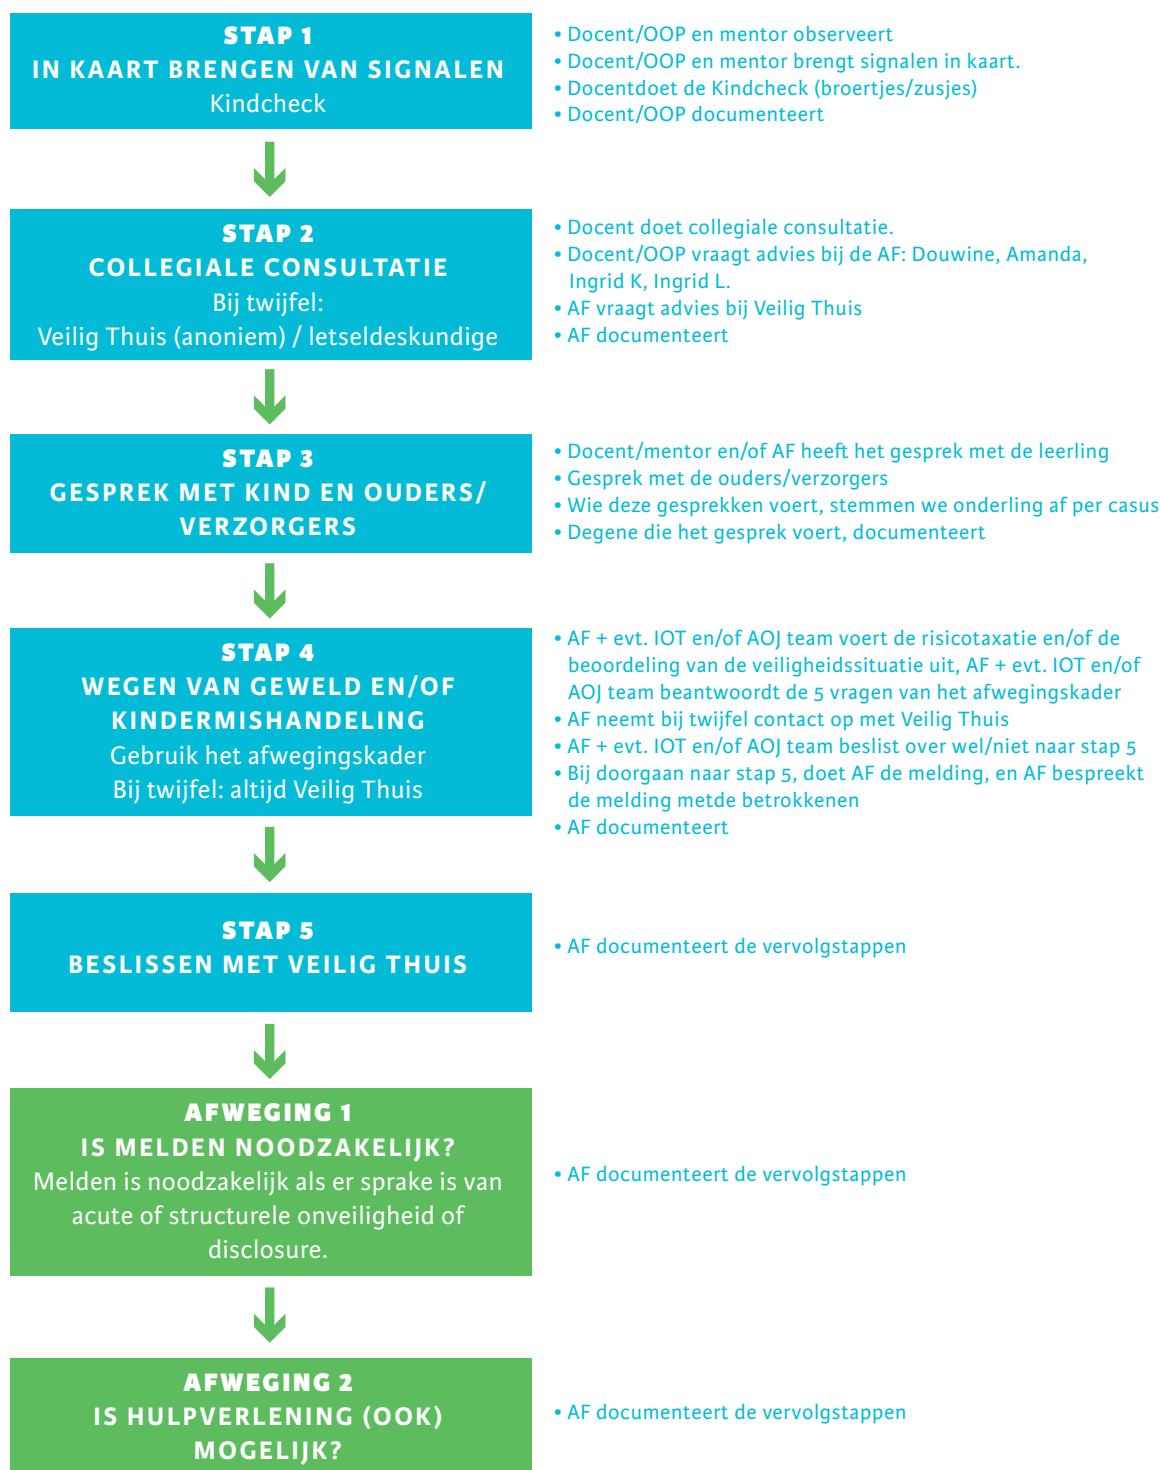 STAP 1
IN KAART BRENGEN VAN SIGNALEN
Kindcheck
• Docent/OOP en mentor observeert
• Docent/OOP en mentor brengt signalen in kaart.
• Docentdoet de Kindcheck (broertjes/zusjes)
• Docent/OOP documenteert
STAP 2
COLLEGIALE CONSULTATIE
Bij twijfel:
Veilig Thuis (anoniem) / letseldeskundige
• Docent doet collegiale consultatie.
• Docent/OOP vraagt advies bij de AF: Douwine, Amanda,
Ingrid K, Ingrid L.
• AF vraagt advies bij Veilig Thuis
• AF documenteert
STAP 3
GESPREK MET KIND EN OUDERS/
VERZORGERS
• Docent/mentor en/of AF heeft het gesprek met de leerling
• Gesprek met de ouders/verzorgers
• Wie deze gesprekken voert, stemmen we onderling af per casus
• Degene die het gesprek voert, documenteert
STAP 4
WEGEN VAN GEWELD EN/OF
KINDERMISHANDELING
Gebruik het afwegingskader
Bij twijfel: altijd Veilig Thuis
• AF + evt. IOT en/of AOJ team voert de risicotaxatie en/of de
beoordeling van de veiligheidssituatie uit, AF + evt. IOT en/of
AOJ team beantwoordt de 5 vragen van het afwegingskader
• AF neemt bij twijfel contact op met Veilig Thuis
• AF + evt. IOT en/of AOJ team beslist over wel/niet naar stap 5
• Bij doorgaan naar stap 5, doet AF de melding, en AF bespreekt
de melding metde betrokkenen
• AF documenteert
STAP 5
BESLISSEN MET VEILIG THUIS
• AF documenteert de vervolgstappen
AFWEGING 1
IS MELDEN NOODZAKELIJK?
Melden is noodzakelijk als er sprake is van
acute of structurele onveiligheid of
disclosure.
• AF documenteert de vervolgstappen
AFWEGING 2
IS HULPVERLENING (OOK)
MOGELIJK?
• AF documenteert de vervolgstappen